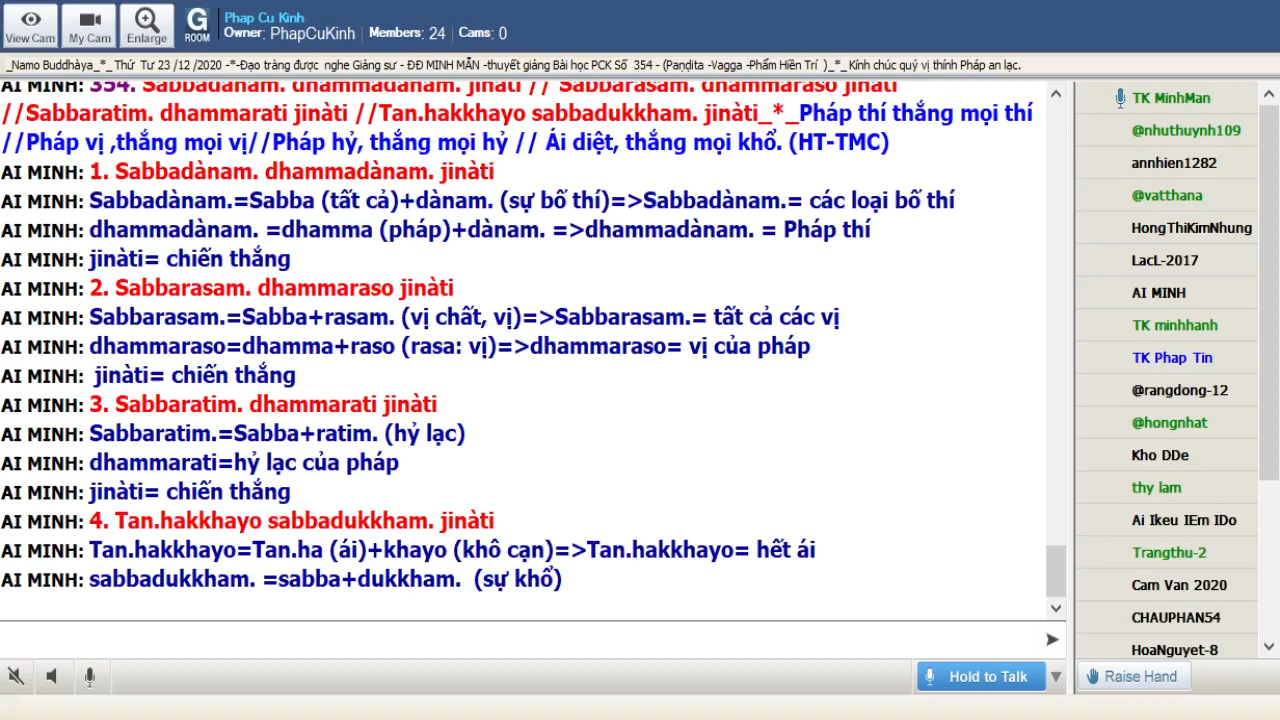 View Cam
My Cam
Enlarge
G
ROOM
Phap Cu Kinh
Owner: PhapCuKinh | Members: 24 | Cams: 0
_Namo Buddhàya_*_ Thứ Tư 23 /12 /2020 -*-Đạo tràng được nghe Giảng sư - ĐĐ MINH MẪN -thuyết giảng Bài học PCK Số 354 - (Paṇḍita -Vagga -Phẩm Hiền Trí )_*_Kính chúc quý vị thính Pháp an lạc.
AI MINH: 354. Sabbadànam. dhammadànam. jinàti // Sabbarasam. dhammaraso jinàti
//Sabbaratim. dhammarati jinàti //Tan.hakkhayo sabbadukkham. jinàti_*_Pháp thí thắng mọi thí
//Pháp vị ,thắng mọi vị//Pháp hỷ, thắng mọi hỷ // Ái diệt, thắng mọi khổ. (HT-TMC)
AI MINH: 1. Sabbadànam. dhammadànam. jinàti
AI MINH: Sabbadànam.=Sabba (tất cả)+dànam. (sự bố thí)=>Sabbadànam.= các loại bố thí
AI MINH: dhammadànam. =dhamma (pháp)+dànam. =>dhammadànam. = Pháp thí
AI MINH: jinàti= chiến thắng
AI MINH: 2. Sabbarasam. dhammaraso jinàti
AI MINH: Sabbarasam.=Sabba+rasam. (vị chất, vị)=>Sabbarasam.= tất cả các vị
AI MINH: dhammaraso=dhamma+raso (rasa: vị)=>dhammaraso= vị của pháp
AI MINH: jinàti= chiến thắng
AI MINH: 3. Sabbaratim. dhammarati jinàti
AI MINH: Sabbaratim.=Sabba+ratim. (hỷ lạc)
AI MINH: dhammarati=hỷ lạc của pháp
AI MINH: jinàti= chiến thắng
AI MINH: 4. Tan.hakkhayo sabbadukkham. jinàti
AI MINH: Tan.hakkhayo=Tan.ha (ái)+khayo (khô cạn)=>Tan.hakkhayo= hết ái
AI MINH: sabbadukkham. =sabba+dukkham. (sự khổ)
TK MinhMan
@nhuthuynh109
annhien1282
@vatthana
HongThiKimNhung
LacL-2017
AI MINH
TK minhhanh
TK Phap Tin
@rangdong-12
@hongnhat
Kho DDe
thy lam
Ai Ikeu IEm IDo
Trangthu-2
Cam Van 2020
CHAUPHAN54
HoaNguyet-8
Hold to Talk
Raise Hand